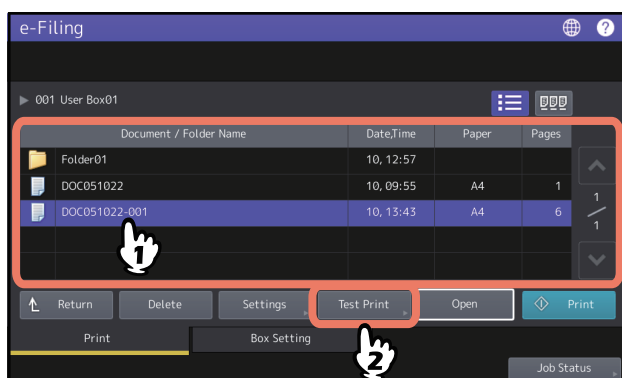 e-Filing ?
001 User Box01
Document / Folder Name Date,Time Paper Pages
Folder01 10, 12:57
DOC051022 10, 09:55 A4 1
DOC051022-001 10, 13:43 A4 6
1
1
1
Return Delete Settings Test Print Open Print
Print Box Setting
2
Job Status